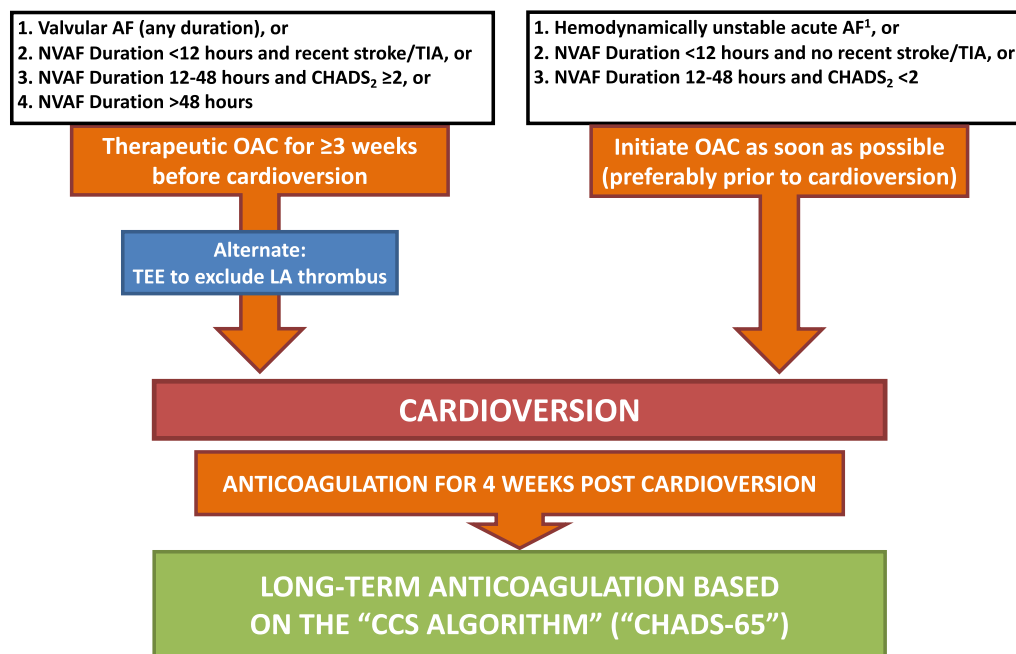 1. Valvular AF (any duration), or
2. NVAF Duration <12 hours and recent stroke/TIA, or
3. NVAF Duration 12-48 hours and CHADS₂ ≥2, or
4. NVAF Duration >48 hours
1. Hemodynamically unstable acute AF¹, or
2. NVAF Duration <12 hours and no recent stroke/TIA, or
3. NVAF Duration 12-48 hours and CHADS₂ <2
Therapeutic OAC for ≥3 weeks
before cardioversion
Initiate OAC as soon as possible
(preferably prior to cardioversion)
Alternate:
TEE to exclude LA thrombus
CARDIOVERSION
ANTICOAGULATION FOR 4 WEEKS POST CARDIOVERSION
LONG-TERM ANTICOAGULATION BASED
ON THE “CCS ALGORITHM” (“CHADS-65”)